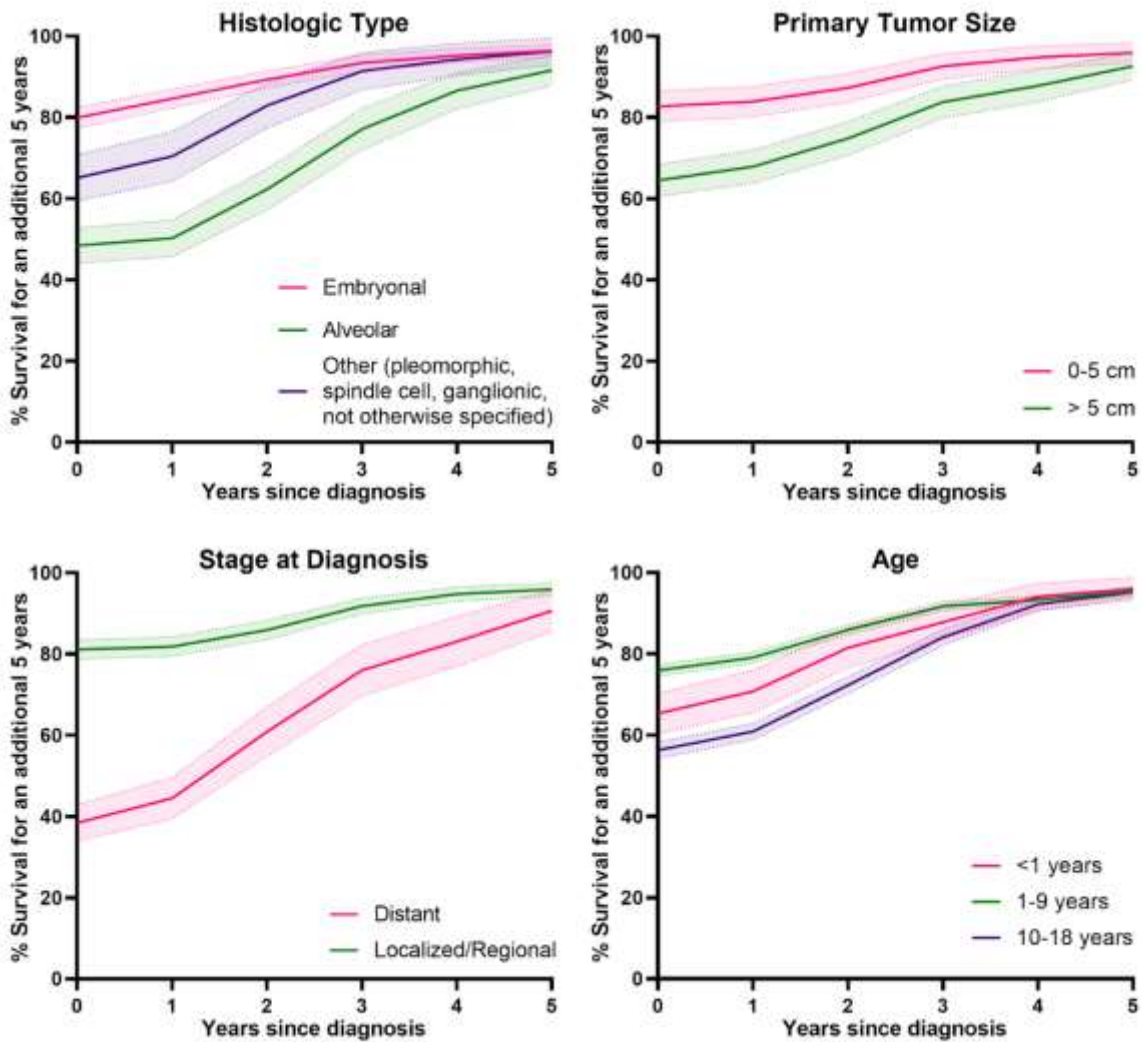 Histologic Type
% Survival for an additional 5 years
100
80
60
40
20
0
0 1 2 3 4 5
Years since diagnosis
Embryonal
Alveolar
Other (pleomorphic,
spindle cell, ganglionic,
not otherwise specified)
Primary Tumor Size
% Survival for an additional 5 years
100
80
60
40
20
0
0 1 2 3 4 5
Years since diagnosis
0-5 cm
> 5 cm
Stage at Diagnosis
% Survival for an additional 5 years
100
80
60
40
20
0
0 1 2 3 4 5
Years since diagnosis
Distant
Localized/Regional
Age
% Survival for an additional 5 years
100
80
60
40
20
0
0 1 2 3 4 5
Years since diagnosis
<1 years
1-9 years
10-18 years